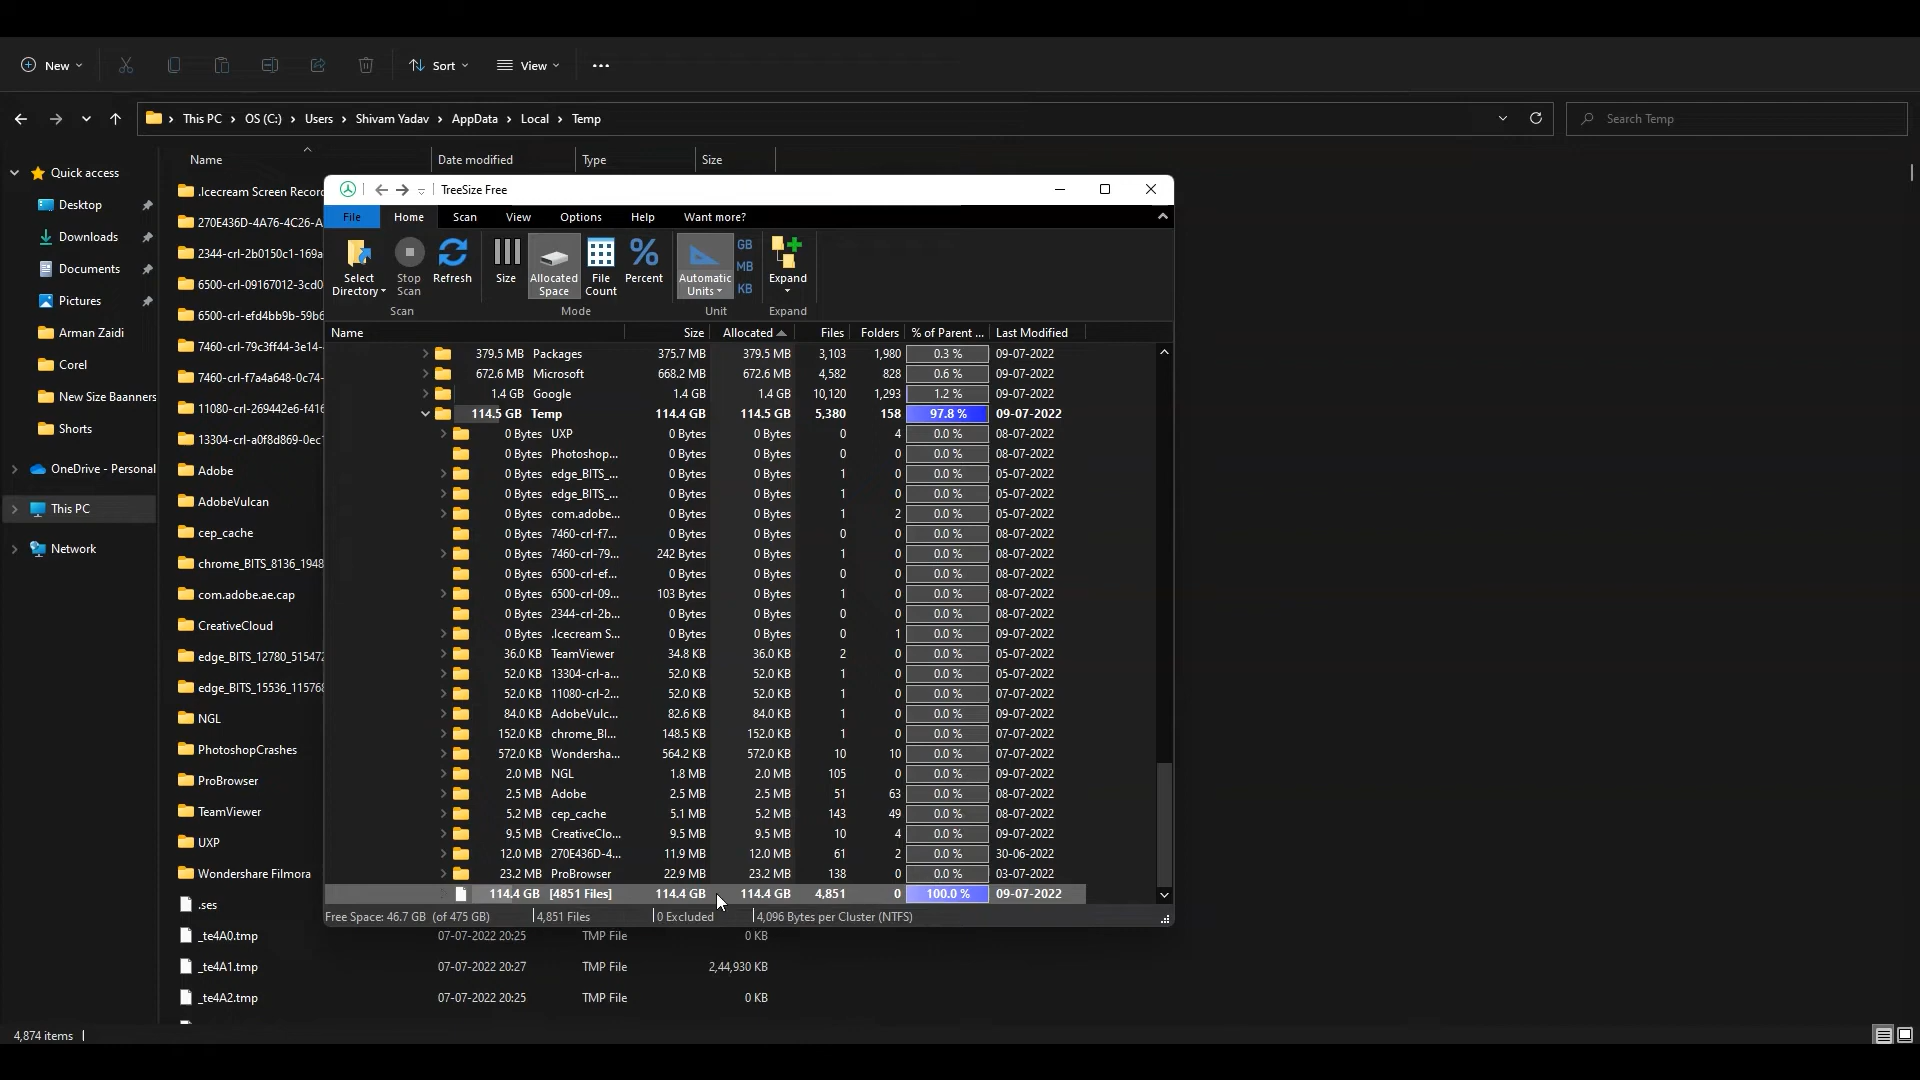 New Sort View
This PC OS (C:) Users Shivam Yadav AppData Local Temp Search Temp
Name Date modified Type Size
Quick access
Desktop
Downloads
Documents
Pictures
Arman Zaidi
Corel
New Size Baanners
Shorts
OneDrive - Personal
This PC
Network
.Icecream Screen Recorc
270E436D-4A76-4C26-A
2344-crl-2b0150c1-169a
6500-crl-09167012-3cd0
6500-crl-efd4bb9b-59b6
7460-crl-79c3ff44-3e14-
7460-crl-f7a4a648-0c74-
11080-crl-269442e6-f416
13304-crl-a0f8d869-0ec
Adobe
AdobeVulcan
cep_cache
chrome_BITS_8136_1948
com.adobe.ae.cap
CreativeCloud
edge_BITS_12780_515472
edge_BITS_15536_115768
NGL
PhotoshopCrashes
ProBrowser
TeamViewer
UXP
Wondershare Filmora
.ses
_te4A0.tmp 07-07-2022 20:25 TMP File 0 KB
_te4A1.tmp 07-07-2022 20:27 TMP File 2,44,930 KB
_te4A2.tmp 07-07-2022 20:25 TMP File 0 KB
TreeSize Free
File Home Scan View Options Help Want more?
Select Directory Stop Scan Refresh Size Allocated Space File Count Percent Automatic Units GB MB KB Expand
Scan Mode Unit Expand
Name Size Allocated Files Folders % of Parent ... Last Modified
379.5 MB Packages 375.7 MB 379.5 MB 3,103 1,980 0.3 % 09-07-2022
672.6 MB Microsoft 668.2 MB 672.6 MB 4,582 828 0.6 % 09-07-2022
1.4 GB Google 1.4 GB 1.4 GB 10,120 1,293 1.2 % 09-07-2022
114.5 GB Temp 114.4 GB 114.5 GB 5,380 158 97.8 % 09-07-2022
0 Bytes UXP 0 Bytes 0 Bytes 0 4 0.0 % 08-07-2022
0 Bytes Photoshop... 0 Bytes 0 Bytes 0 0 0.0 % 08-07-2022
0 Bytes edge_BITS_... 0 Bytes 0 Bytes 1 0 0.0 % 05-07-2022
0 Bytes edge_BITS_... 0 Bytes 0 Bytes 1 0 0.0 % 05-07-2022
0 Bytes com.adobe... 0 Bytes 0 Bytes 1 2 0.0 % 05-07-2022
0 Bytes 7460-crl-f7... 0 Bytes 0 Bytes 0 0 0.0 % 08-07-2022
0 Bytes 7460-crl-79... 242 Bytes 0 Bytes 1 0 0.0 % 08-07-2022
0 Bytes 6500-crl-ef... 0 Bytes 0 Bytes 0 0 0.0 % 08-07-2022
0 Bytes 6500-crl-09... 103 Bytes 0 Bytes 1 0 0.0 % 08-07-2022
0 Bytes 2344-crl-2b... 0 Bytes 0 Bytes 0 0 0.0 % 08-07-2022
0 Bytes .Icecream S... 0 Bytes 0 Bytes 0 1 0.0 % 09-07-2022
36.0 KB TeamViewer 34.8 KB 36.0 KB 2 0 0.0 % 05-07-2022
52.0 KB 13304-crl-a... 52.0 KB 52.0 KB 1 0 0.0 % 05-07-2022
52.0 KB 11080-crl-2... 52.0 KB 52.0 KB 1 0 0.0 % 07-07-2022
84.0 KB AdobeVulc... 82.6 KB 84.0 KB 1 0 0.0 % 09-07-2022
152.0 KB chrome_BI... 148.5 KB 152.0 KB 1 0 0.0 % 07-07-2022
572.0 KB Wondersha... 564.2 KB 572.0 KB 10 10 0.0 % 07-07-2022
2.0 MB NGL 1.8 MB 2.0 MB 105 0 0.0 % 09-07-2022
2.5 MB Adobe 2.5 MB 2.5 MB 51 63 0.0 % 08-07-2022
5.2 MB cep_cache 5.1 MB 5.2 MB 143 49 0.0 % 08-07-2022
9.5 MB CreativeClo... 9.5 MB 9.5 MB 10 4 0.0 % 09-07-2022
12.0 MB 270E436D-4... 11.9 MB 12.0 MB 61 2 0.0 % 30-06-2022
23.2 MB ProBrowser 22.9 MB 23.2 MB 138 0 0.0 % 03-07-2022
114.4 GB [4851 Files] 114.4 GB 114.4 GB 4,851 0 100.0 % 09-07-2022
Free Space: 46.7 GB (of 475 GB) 4,851 Files 0 Excluded 4,096 Bytes per Cluster (NTFS)
4,874 items